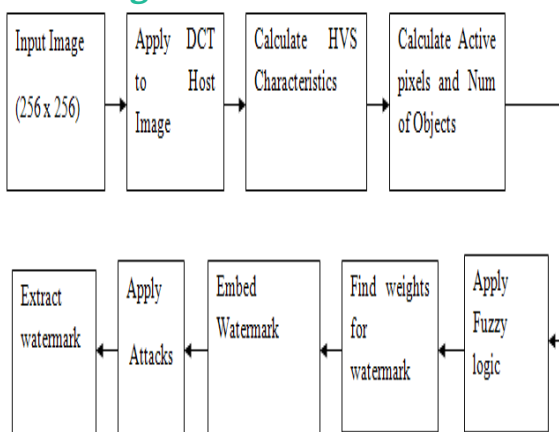 Input Image
(256 x 256)
Apply DCT
to Host
Image
Calculate HVS
Characteristics
Calculate Active
pixels and Num
of Objects
Extract
watermark
Apply
Attacks
Embed
Watermark
Find weights
for
watermark
Apply
Fuzzy
logic